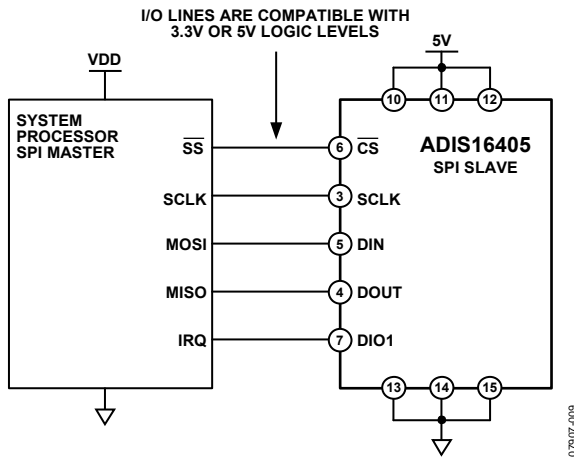 I/O LINES ARE COMPATIBLE WITH
3.3V OR 5V LOGIC LEVELS
VDD
5V
SYSTEM
PROCESSOR
SPI MASTER
10
11
12
ADIS16405
SPI SLAVE
SS
6
CS
SCLK
3
SCLK
MOSI
5
DIN
MISO
4
DOUT
IRQ
7
DIO1
13
14
15
07907-009